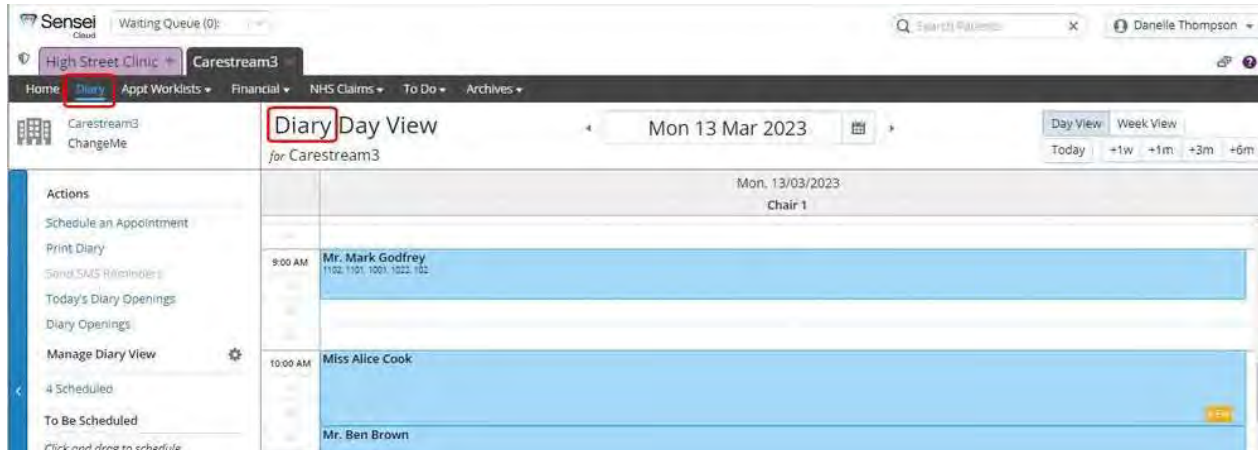 Sensei
Cloud
Waiting Queue (0):
Search Patients
Danelle Thompson
High Street Clinic
Carestream3
Home Diary Appt Worklists Financial NHS Claims To Do Archives
Carestream3
ChangeMe
Diary Day View
for Carestream3
Mon 13 Mar 2023
Day View Week View
Today +1w +1m +3m +6m
Mon, 13/03/2023
Chair 1
Actions
Schedule an Appointment
Print Diary
Send SMS Reminders
Today's Diary Openings
Diary Openings
Manage Diary View
4 Scheduled
To Be Scheduled
Click and drag to schedule
9:00 AM
Mr. Mark Godfrey
1102, 1101, 1001, 1022, 102
10:00 AM
Miss Alice Cook
Mr. Ben Brown